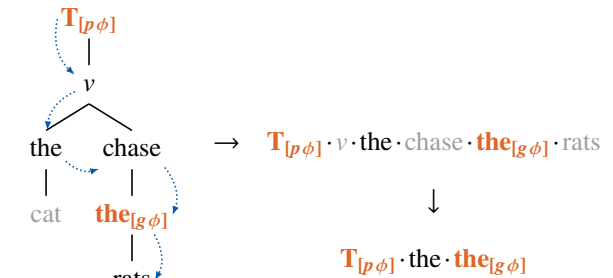 T[pϕ]
v
the chase → T[pϕ] · v · the · chase · the[gϕ] · rats
cat the[gϕ] ↓
rats T[pϕ] · the · the[gϕ]